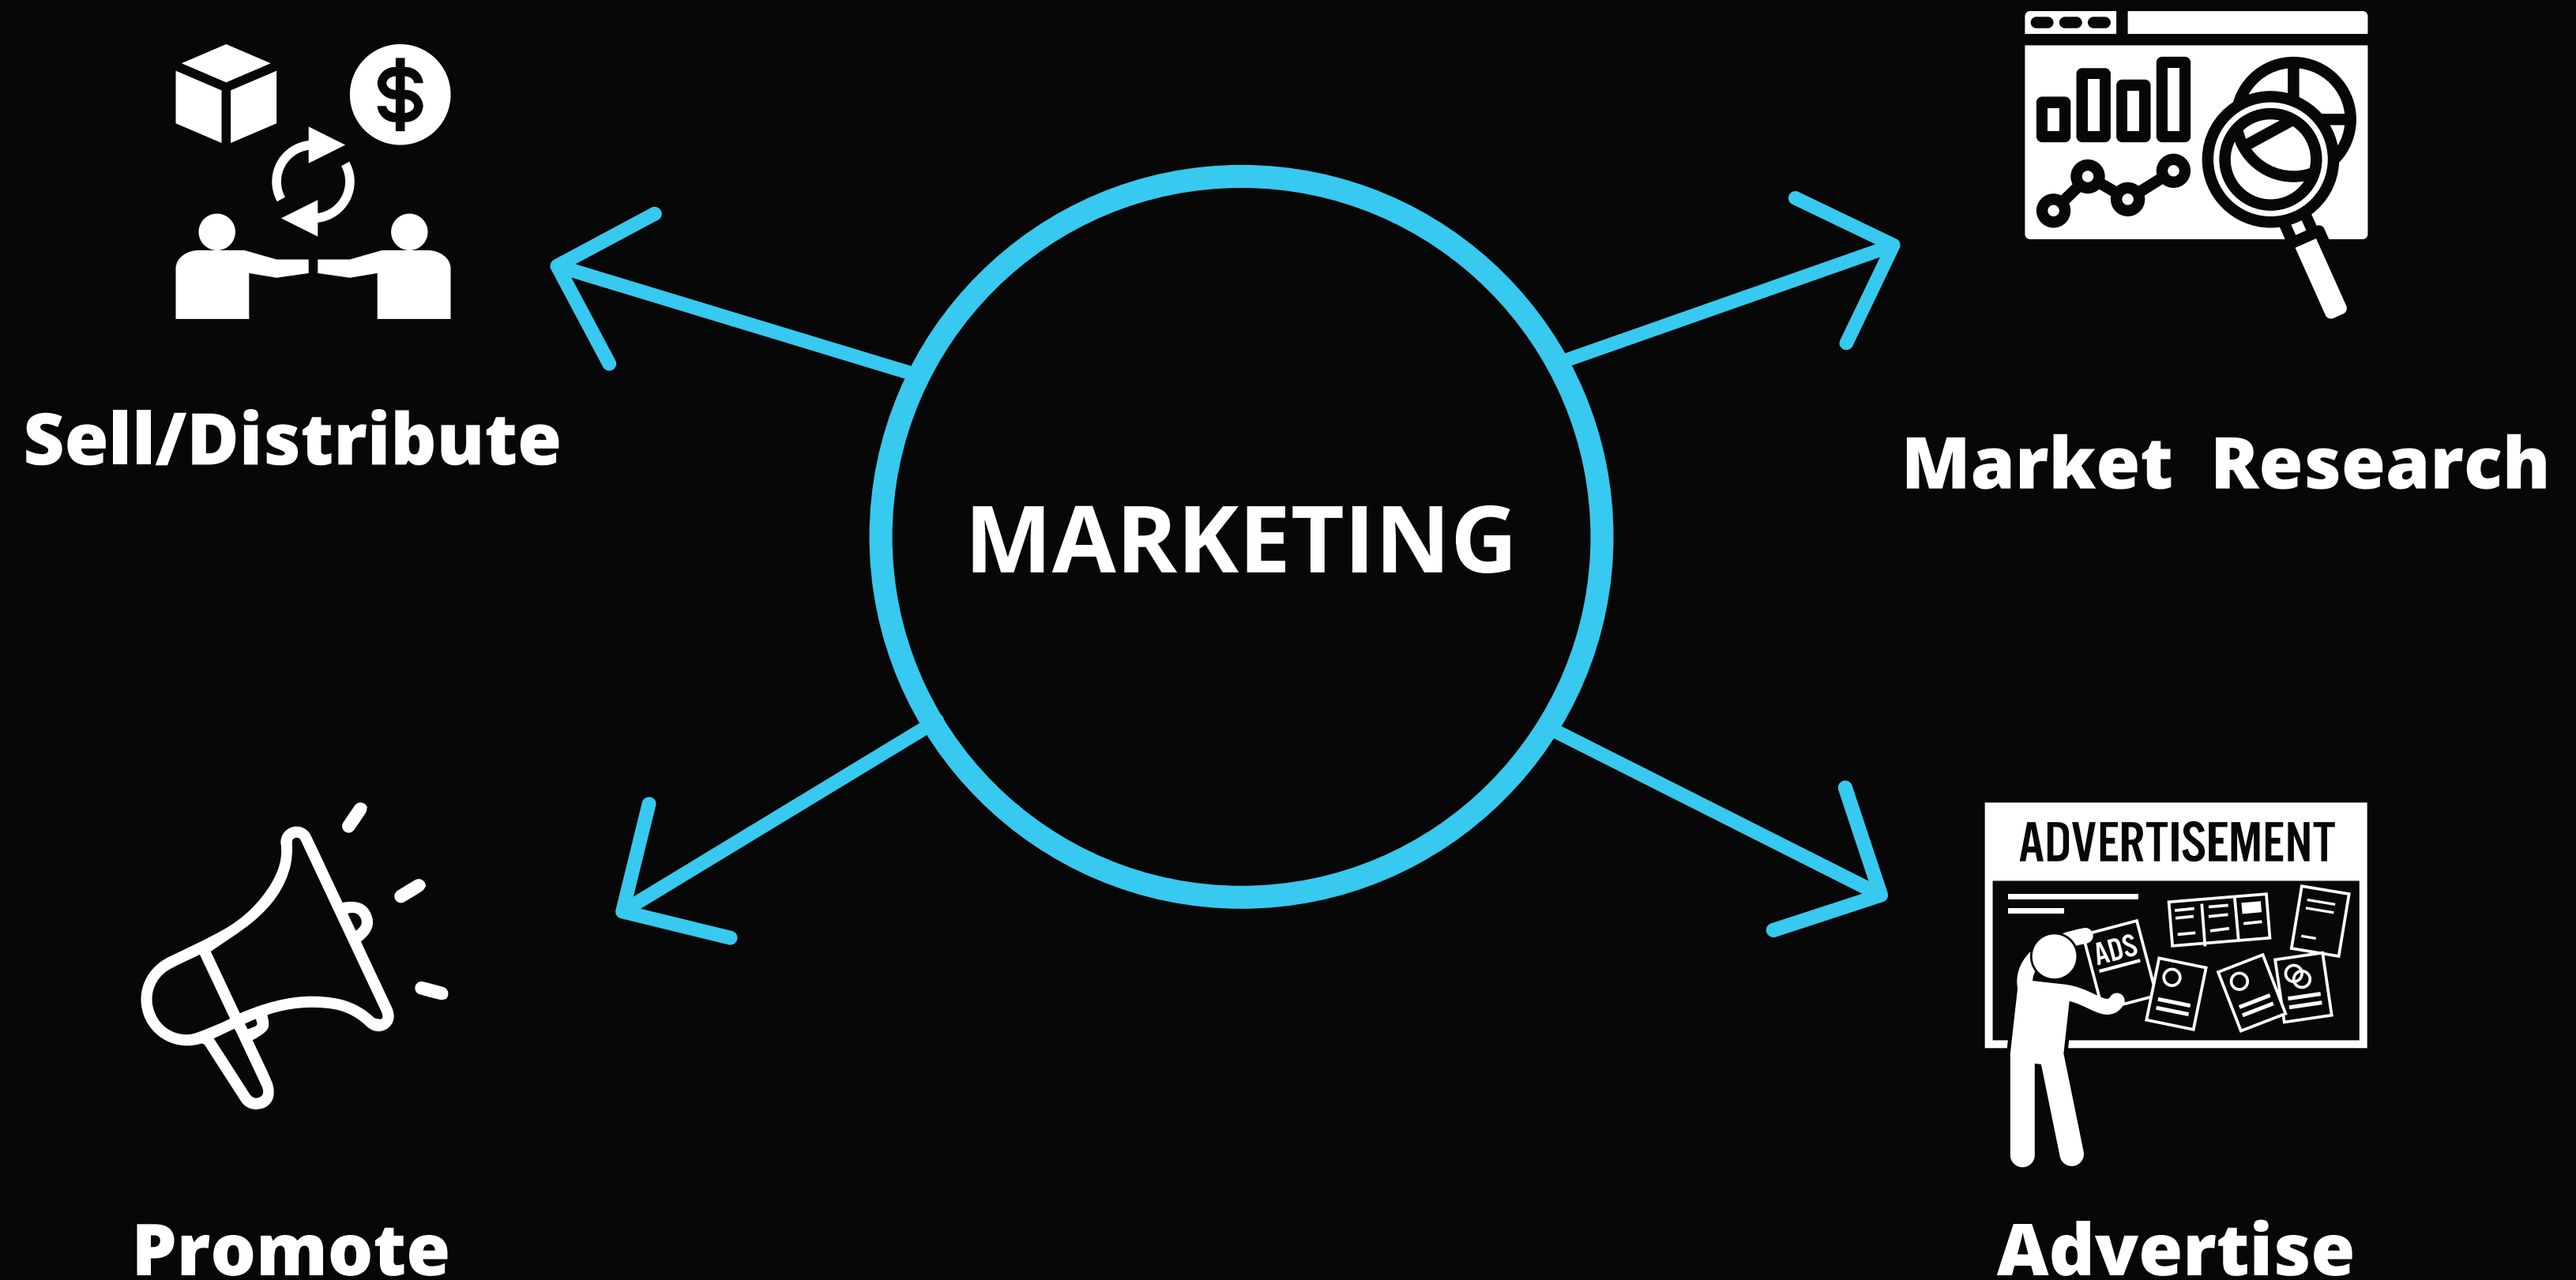 $
Sell/Distribute
Market Research
MARKETING
ADVERTISEMENT
ADS
Promote
Advertise